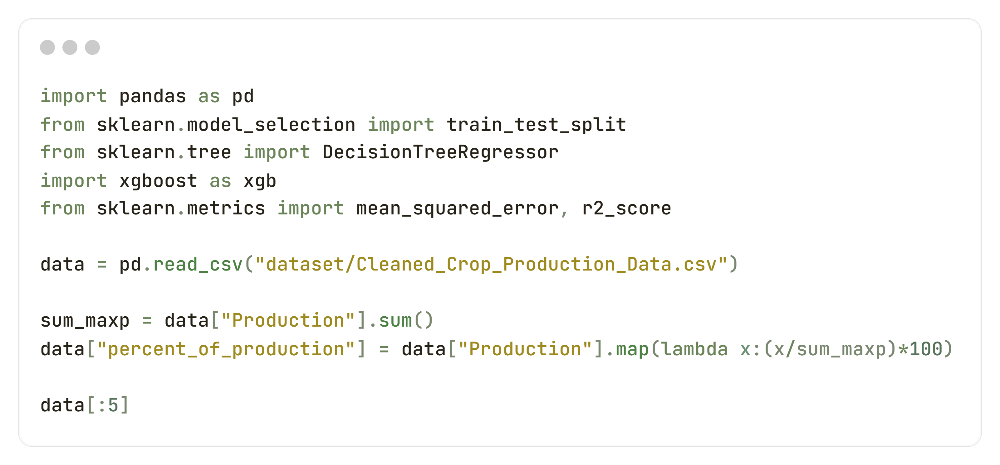 import pandas as pd
from sklearn.model_selection import train_test_split
from sklearn.tree import DecisionTreeRegressor
import xgboost as xgb
from sklearn.metrics import mean_squared_error, r2_score
data = pd.read_csv("dataset/Cleaned_Crop_Production_Data.csv")
sum_maxp = data["Production"].sum()
data["percent_of_production"] = data["Production"].map(lambda x:(x/sum_maxp)*100)
data[:5]